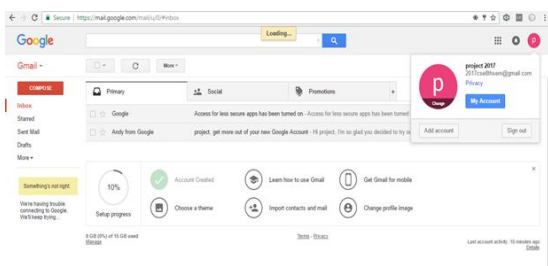 Secure https://mail.google.com/mail/u/0/#inbox
Loading...
Google
Gmail
More
project 2017
Privacy
My Account
Change
Add account
Sign out
COMPOSE
Inbox
Starred
Sent Mail
Drafts
More
Primary
Social
Promotions
+
Google
Access for less secure apps has been turned on - Access for less secure apps has been turned
Andy from Google
project, get more out of your new Google Account - Hi project, I'm so glad you decided to try
Something's not right.
We're having trouble
connecting to Google.
We'll keep trying...
10%
Setup progress
Account Created
Learn how to use Gmail
Get Gmail for mobile
Choose a theme
Import contacts and mail
Change profile image
0 GB (0%) of 15 GB used
Manage
Terms - Privacy
Last account activity: 10 minutes ago
Details